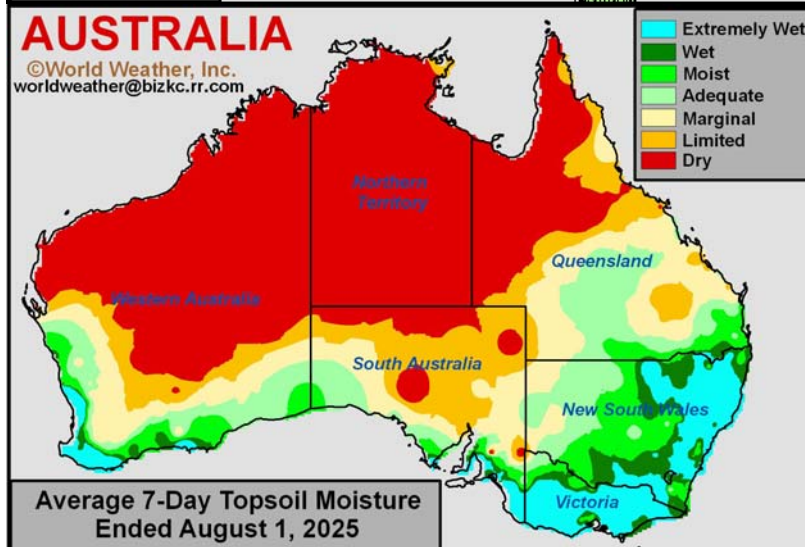 AUSTRALIA
©World Weather, Inc.
worldweather@bizkc.rr.com
Extremely Wet
Wet
Moist
Adequate
Marginal
Limited
Dry
Northern
Territory
Queensland
Western Australia
South Australia
New South Wales
Victoria
Average 7-Day Topsoil Moisture
Ended August 1, 2025